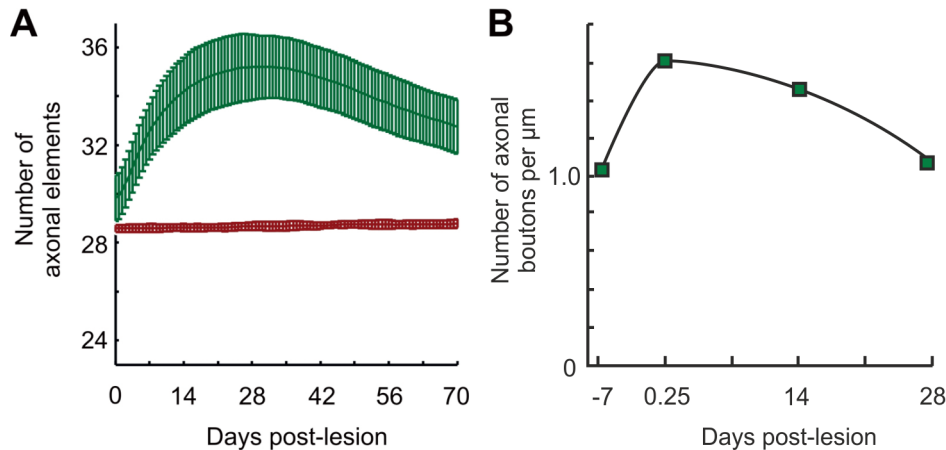 A
Number of
axonal elements
36
32
28
24
0 14 28 42 56 70
Days post-lesion
B
Number of axonal
boutons per µm
1.0
0
-7 0.25 14 28
Days post-lesion